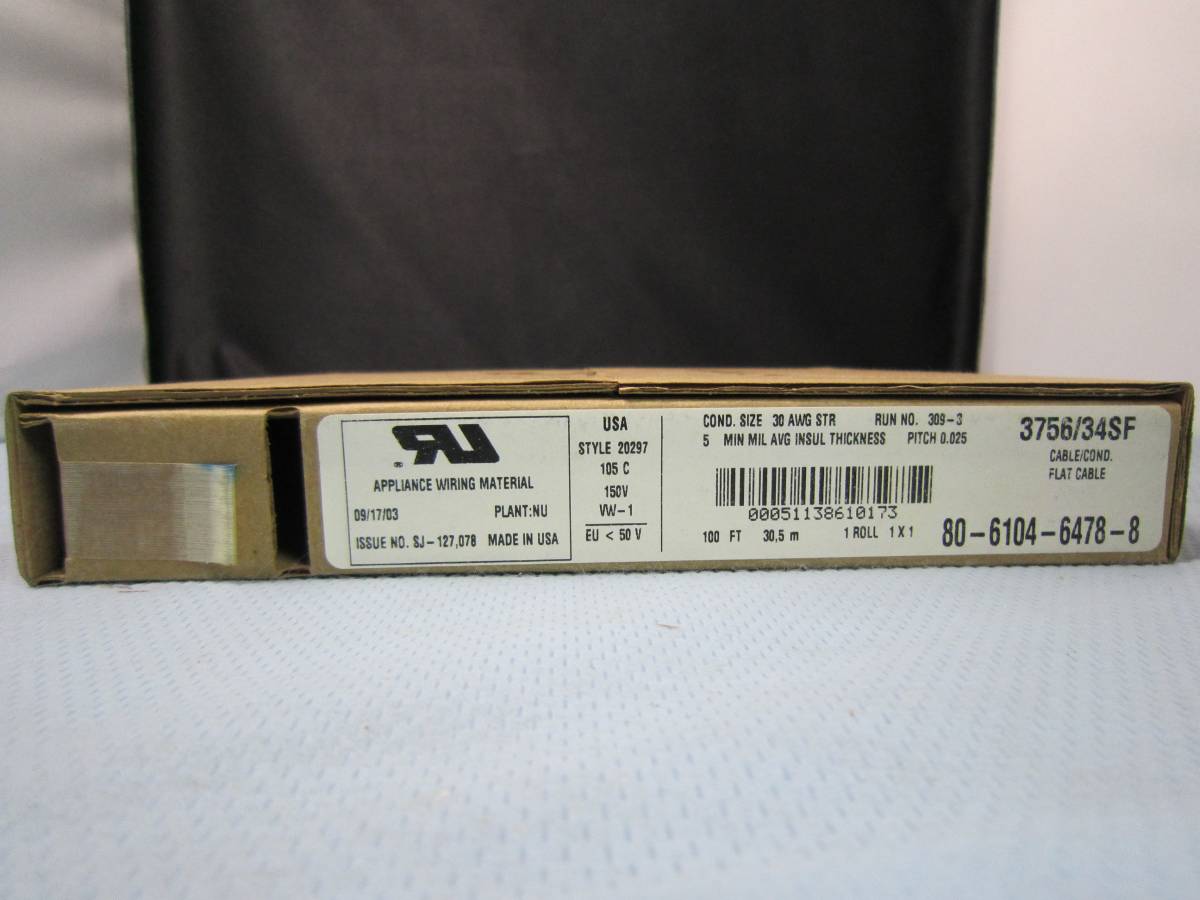 RU®
APPLIANCE WIRING MATERIAL
09/17/03 PLANT:NU
ISSUE NO. SJ-127,078 MADE IN USA
USA
STYLE 20297
105 C
150V
VW-1
EU < 50 V
COND. SIZE 30 AWG STR RUN NO. 309-3
5 MIN MIL AVG INSUL THICKNESS PITCH 0.025
00051138610173
100 FT 30,5 m 1 ROLL 1 X 1
3756/34SF
CABLE/COND.
FLAT CABLE
80-6104-6478-8